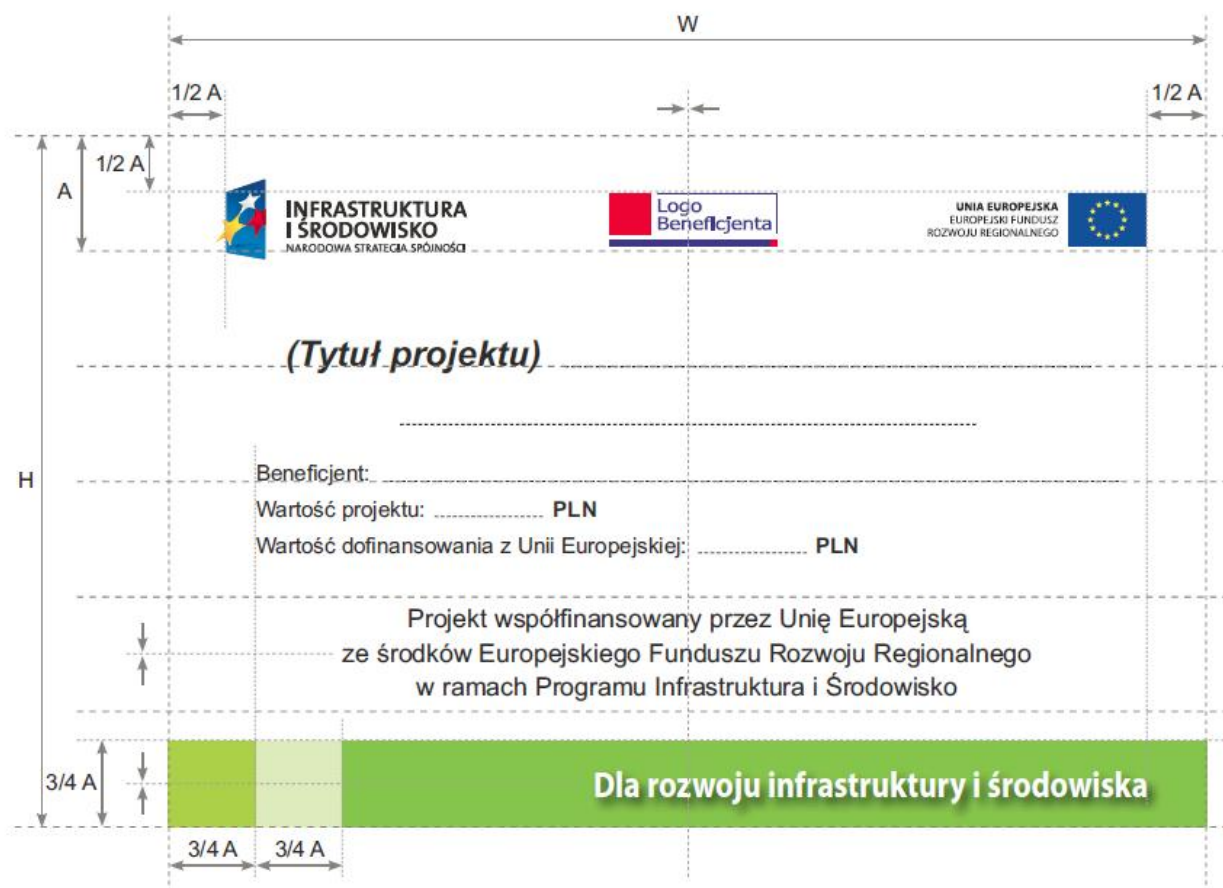 W
1/2 A
1/2 A
1/2 A
A
INFRASTRUKTURA
I ŚRODOWISKO
NARODOWA STRATEGIA SPÓJNOŚCI
Logo
Beneficjenta
UNIA EUROPEJSKA
EUROPEJSKI FUNDUSZ
ROZWOJU REGIONALNEGO
(Tytuł projektu)
H
Beneficjent:
Wartość projektu: PLN
Wartość dofinansowania z Unii Europejskiej: PLN
Projekt współfinansowany przez Unię Europejską
ze środków Europejskiego Funduszu Rozwoju Regionalnego
w ramach Programu Infrastruktura i Środowisko
3/4 A
Dla rozwoju infrastruktury i środowiska
3/4 A 3/4 A